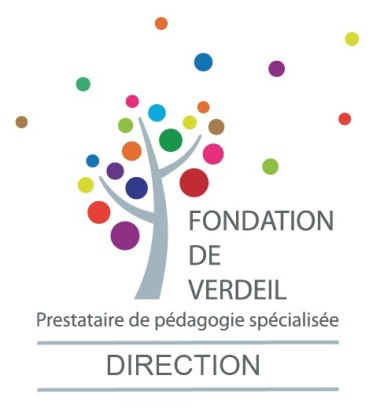 FONDATION
DE
VERDEIL
Prestataire de pédagogie spécialisée
DIRECTION